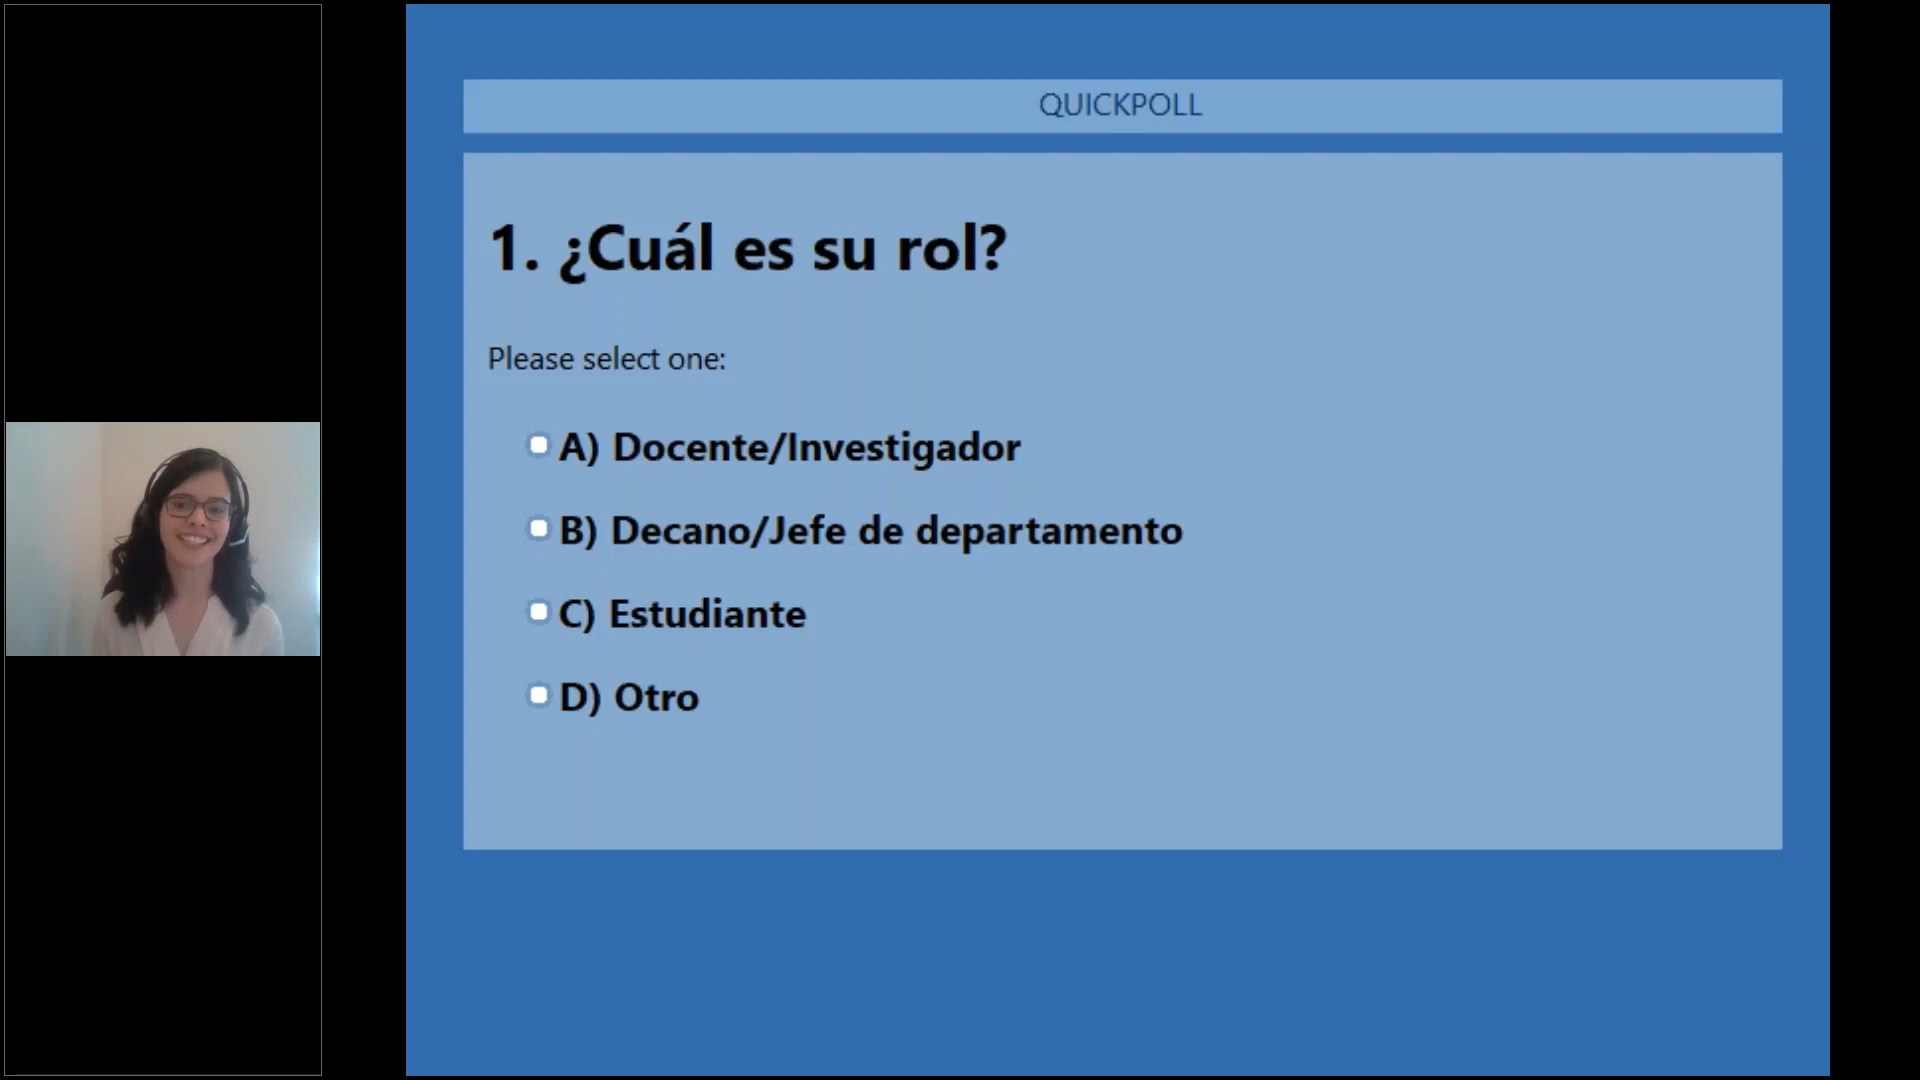 QUICKPOLL
1. ¿Cuál es su rol?
Please select one:
A) Docente/Investigador
B) Decano/Jefe de departamento
C) Estudiante
D) Otro